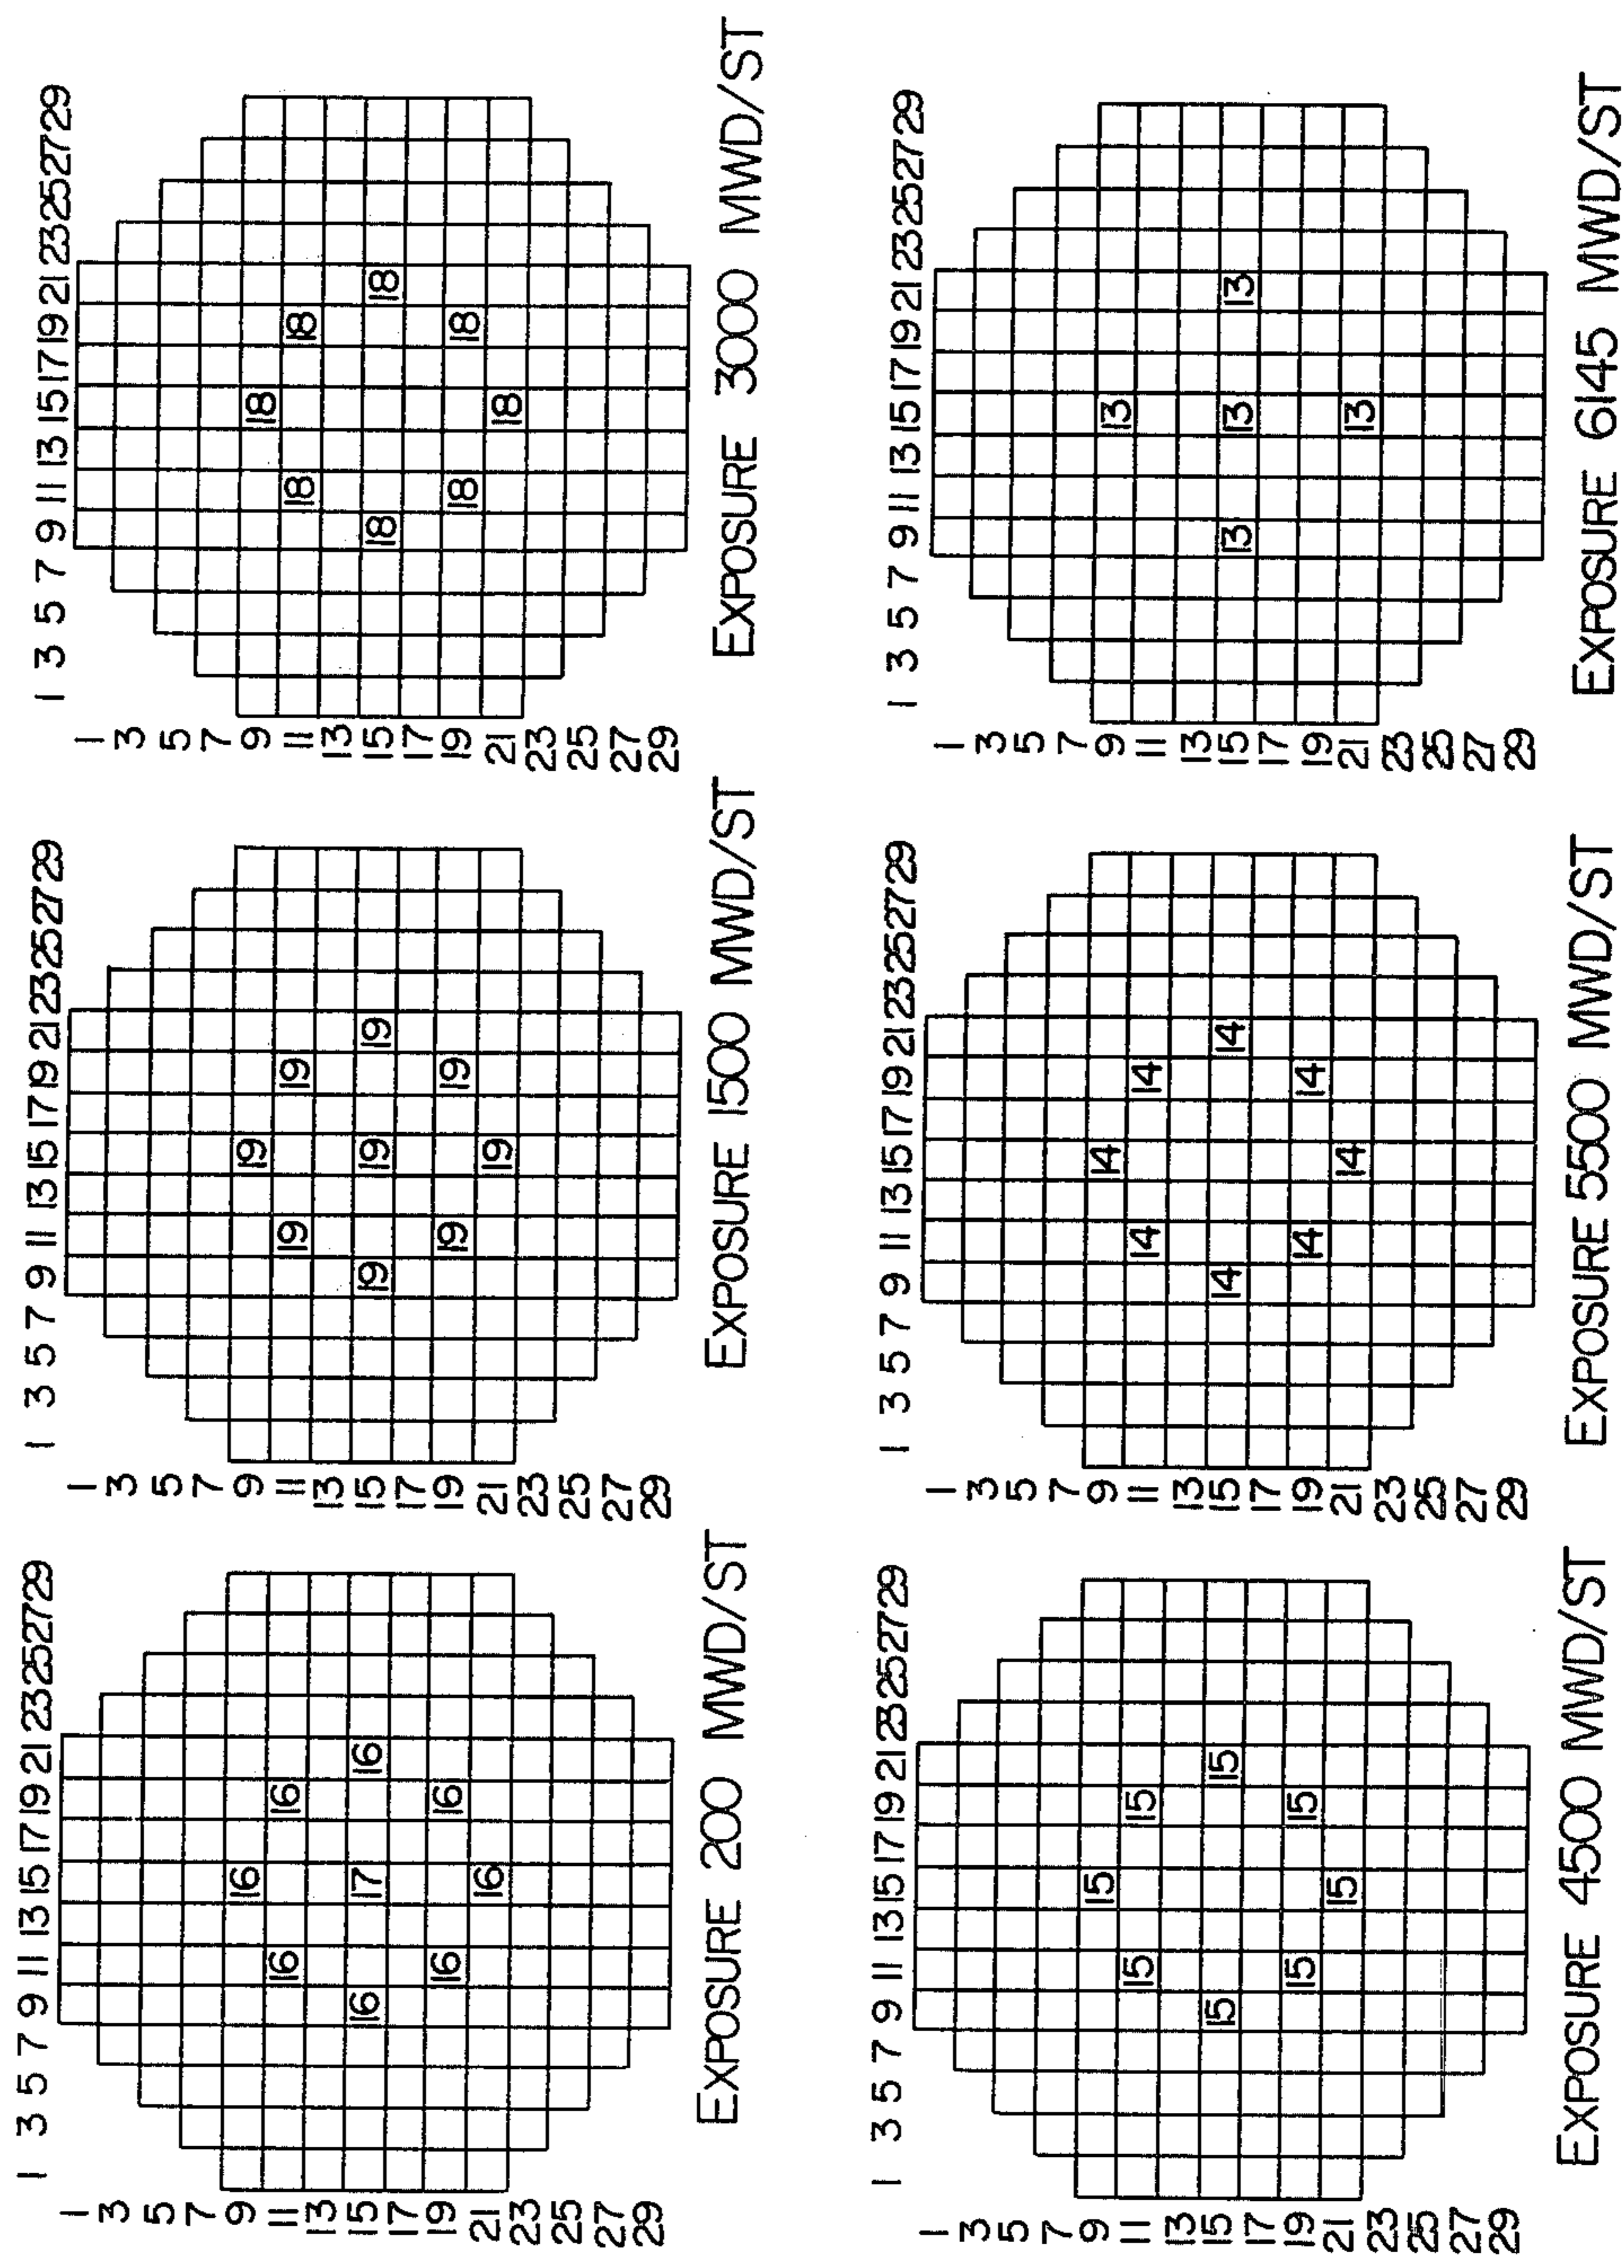 1 3 5 7 9 11 13 15 17 19 21 23 25 27 29
1
3
5
7
9 16
11 16 16
13
15 16 17 16
17
19 16 16
21 16
23
25
27
29
EXPOSURE 200 MWD/ST
1 3 5 7 9 11 13 15 17 19 21 23 25 27 29
1
3
5
7
9 19
11 19 19
13
15 19 19 19
17
19 19 19
21 19
23
25
27
29
EXPOSURE 1500 MWD/ST
1 3 5 7 9 11 13 15 17 19 21 23 25 27 29
1
3
5
7
9 18
11 18 18
13
15 18 18
17
19 18 18
21 18
23
25
27
29
EXPOSURE 3000 MWD/ST
1 3 5 7 9 11 13 15 17 19 21 23 25 27 29
1
3
5
7
9 15
11 15 15
13
15 15 15
17
19 15 15
21 15
23
25
27
29
EXPOSURE 4500 MWD/ST
1 3 5 7 9 11 13 15 17 19 21 23 25 27 29
1
3
5
7
9 14
11 14 14
13
15 14 14
17
19 14 14
21 14
23
25
27
29
EXPOSURE 5500 MWD/ST
1 3 5 7 9 11 13 15 17 19 21 23 25 27 29
1
3
5
7
9 13
11
13
15 13 13 13
17
19
21 13
23
25
27
29
EXPOSURE 6145 MWD/ST